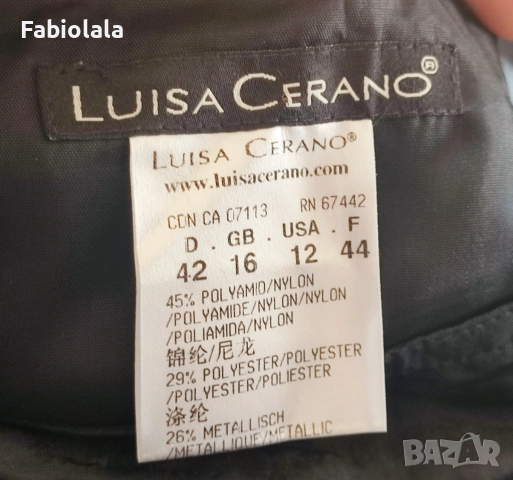 Fabiolala
LUISA CERANO®
LUISA CERANO®
www.luisacerano.com
CDN CA 07113 RN 67442
D . GB . USA . F
42 16 12 44
45% POLYAMID/NYLON
/POLYAMIDE/NYLON/NYLON
/POLIAMIDA/NYLON
锦纶/尼龙
29% POLYESTER/POLYESTER
/POLYESTER/POLIESTER
涤纶
26% METALLISCH
/METALLIQUE/METALLIC
BAZAR